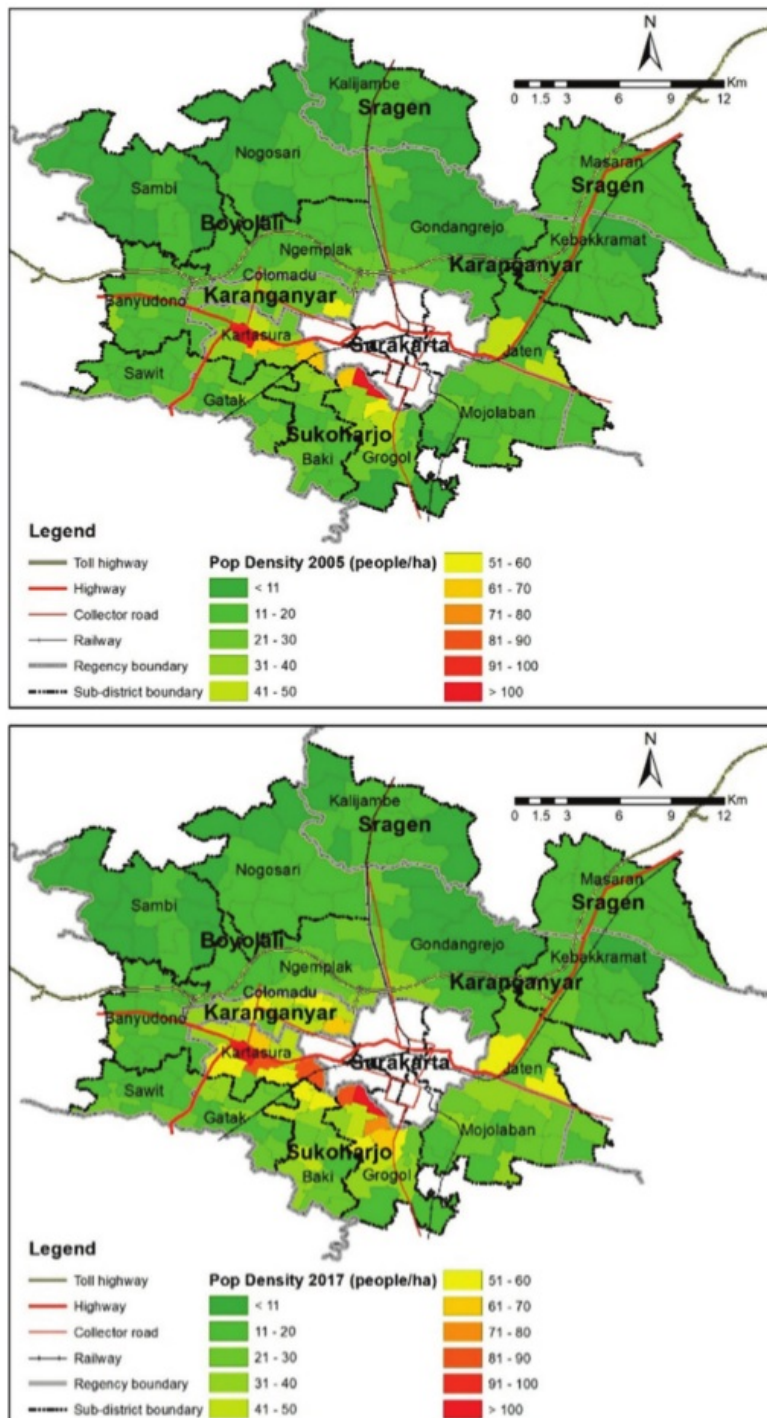 N
Km
0 1.5 3 6 9 12
Kalijambe
Sragen
Nogosari
Masaran
Sragen
Sambi
Boyolali
Gondangrejo
Kebakkramat
Ngemplak
Karanganyar
Colomadu
Banyudono
Karanganyar
Kartasura
Surakarta
Jaten
Sawit
Gatak
Mojolaban
Sukoharjo
Baki
Grogol
Legend
Toll highway
Highway
Collector road
Railway
Regency boundary
Sub-district boundary
Pop Density 2005 (people/ha)
< 11
11 - 20
21 - 30
31 - 40
41 - 50
51 - 60
61 - 70
71 - 80
81 - 90
91 - 100
> 100
N
Km
0 1.5 3 6 9 12
Kalijambe
Sragen
Nogosari
Masaran
Sragen
Sambi
Boyolali
Gondangrejo
Kebakkramat
Ngemplak
Karanganyar
Colomadu
Banyudono
Karanganyar
Kartasura
Surakarta
Jaten
Sawit
Gatak
Mojolaban
Sukoharjo
Baki
Grogol
Legend
Toll highway
Highway
Collector road
Railway
Regency boundary
Sub-district boundary
Pop Density 2017 (people/ha)
< 11
11 - 20
21 - 30
31 - 40
41 - 50
51 - 60
61 - 70
71 - 80
81 - 90
91 - 100
> 100